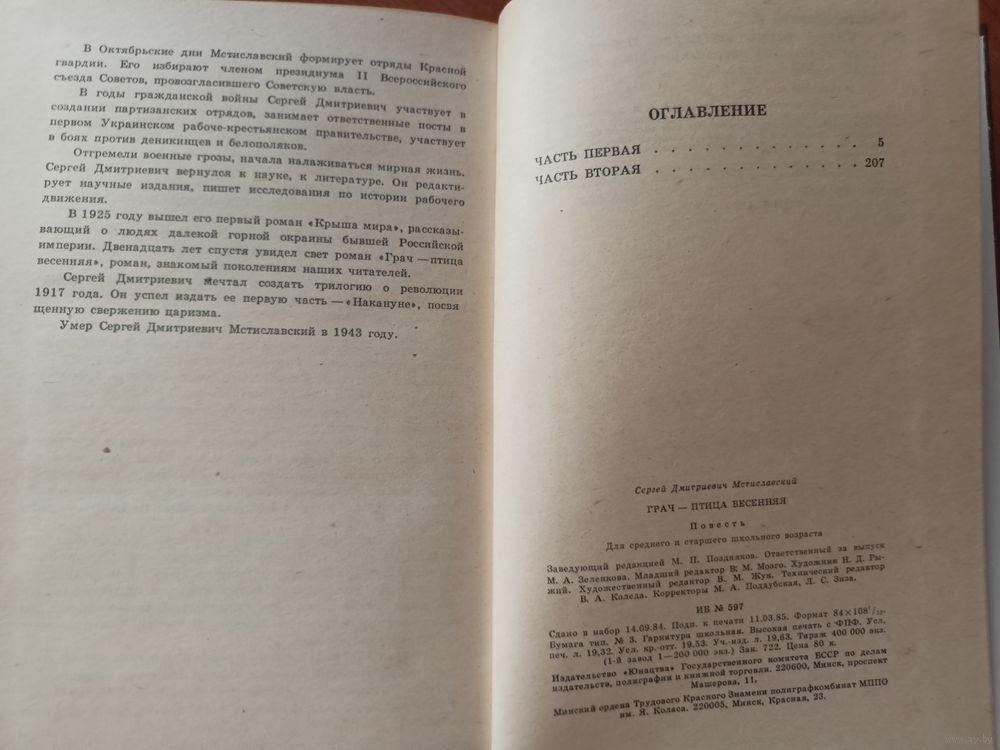 В Октябрьские дни Мстиславский формирует отряды Красной
гвардии. Его избирают членом президиума II Всероссийского
съезда Советов, провозгласившего Советскую власть.
В годы гражданской войны Сергей Дмитриевич участвует в
создании партизанских отрядов, занимает ответственные посты в
первом Украинском рабоче-крестьянском правительстве, участвует
в боях против деникинцев и белополяков.
Отгремели военные грозы, начала налаживаться мирная жизнь.
Сергей Дмитриевич вернулся к науке, к литературе. Он редакти-
рует научные издания, пишет исследования по истории рабочего
движения.
В 1925 году вышел его первый роман «Крыша мира», рассказы-
вающий о людях далекой горной окраины бывшей Российской
империи. Двенадцать лет спустя увидел свет роман «Грач — птица
весенняя», роман, знакомый поколениям наших читателей.
Сергей Дмитриевич мечтал создать трилогию о революции
1917 года. Он успел издать ее первую часть — «Накануне», посвя
щенную свержению царизма.
Умер Сергей Дмитриевич Мстиславский в 1943 году.
ОГЛАВЛЕНИЕ
ЧАСТЬ ПЕРВАЯ . . . . . . . . . . . . . 5
ЧАСТЬ ВТОРАЯ . . . . . . . . . . . . . 207
Сергей Дмитриевич Мстиславский
ГРАЧ — ПТИЦА ВЕСЕННЯЯ
Повесть
Для среднего и старшего школьного возраста
Заведующий редакцией М. П. Поздняков. Ответственный за выпуск
М. А. Зеленкова. Младший редактор В. М. Мозго. Художник Н. Д. Ры-
жий. Художественный редактор В. М. Жук. Технический редактор
В. А. Коледа. Корректоры М. А. Поддубская, Л. С. Зиза.
ИБ № 597
Сдано в набор 14.09.84. Подп. к печати 11.03.85. Формат 84×108¹/₃₂.
Бумага тип. № 3. Гарнитура школьная. Высокая печать с ФПФ. Усл.
печ. л. 19,32. Усл. кр.-отт. 19,53. Уч.-изд. л. 19,63. Тираж 400 000 экз.
(1-й завод 1—200 000 экз.) Зак. 722. Цена 80 к.
Издательство «Юнацтва» Государственного комитета БССР по делам
издательств, полиграфии и книжной торговли. 220600, Минск, проспект
Машерова, 11.
Минский ордена Трудового Красного Знамени полиграфкомбинат МППО
им. Я. Коласа. 220005, Минск, Красная, 23.
www.ay.by